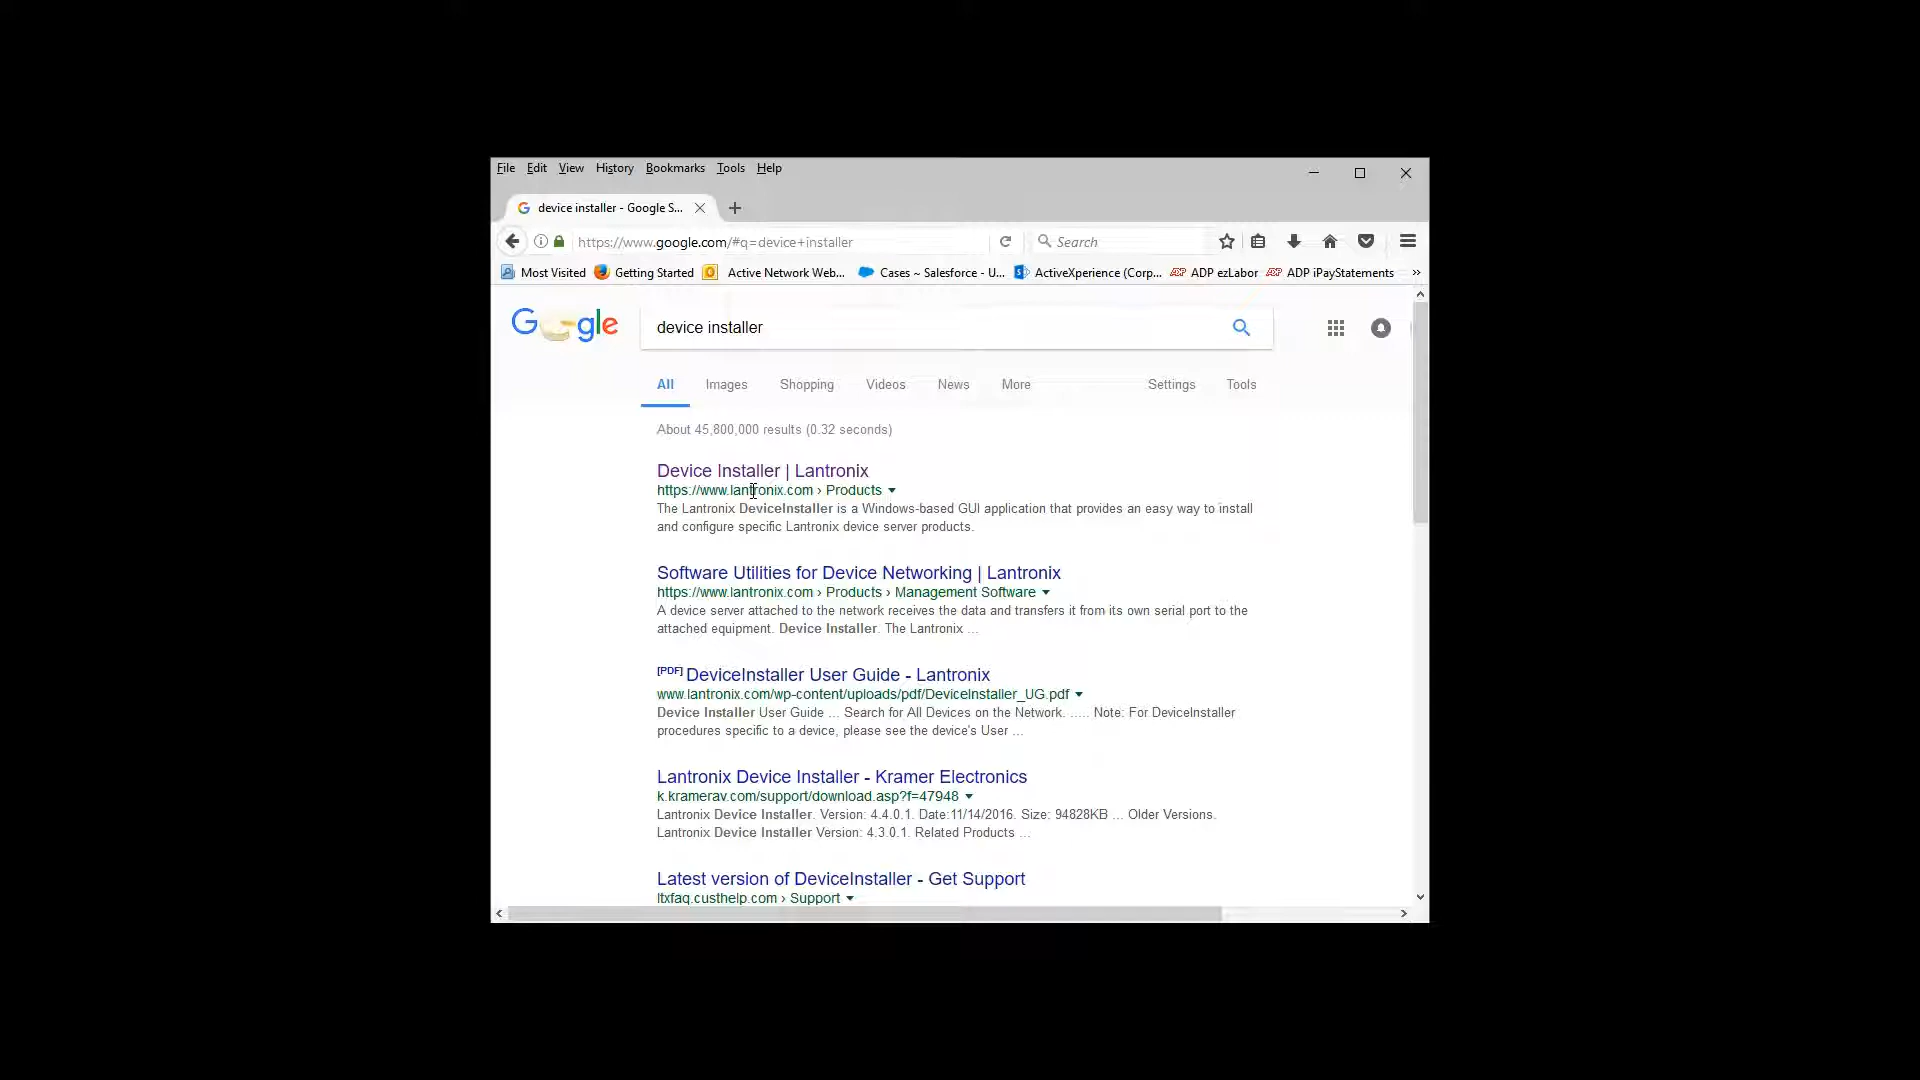 File Edit View History Bookmarks Tools Help
device installer - Google S...
https://www.google.com/#q=device+installer
Search
Most Visited Getting Started Active Network Web... Cases ~ Salesforce - U... ActiveXperience (Corp... ADP ezLabor ADP iPayStatements
Google
device installer
All Images Shopping Videos News More Settings Tools
About 45,800,000 results (0.32 seconds)
Device Installer | Lantronix
https://www.lantronix.com › Products
The Lantronix DeviceInstaller is a Windows-based GUI application that provides an easy way to install
and configure specific Lantronix device server products.
Software Utilities for Device Networking | Lantronix
https://www.lantronix.com › Products › Management Software
A device server attached to the network receives the data and transfers it from its own serial port to the
attached equipment. Device Installer. The Lantronix ...
[PDF] DeviceInstaller User Guide - Lantronix
www.lantronix.com/wp-content/uploads/pdf/DeviceInstaller_UG.pdf
Device Installer User Guide ... Search for All Devices on the Network. ..... Note: For DeviceInstaller
procedures specific to a device, please see the device's User ...
Lantronix Device Installer - Kramer Electronics
k.kramerav.com/support/download.asp?f=47948
Lantronix Device Installer. Version: 4.4.0.1. Date:11/14/2016. Size: 94828KB ... Older Versions.
Lantronix Device Installer Version: 4.3.0.1. Related Products ...
Latest version of DeviceInstaller - Get Support
ltxfaq.custhelp.com › Support